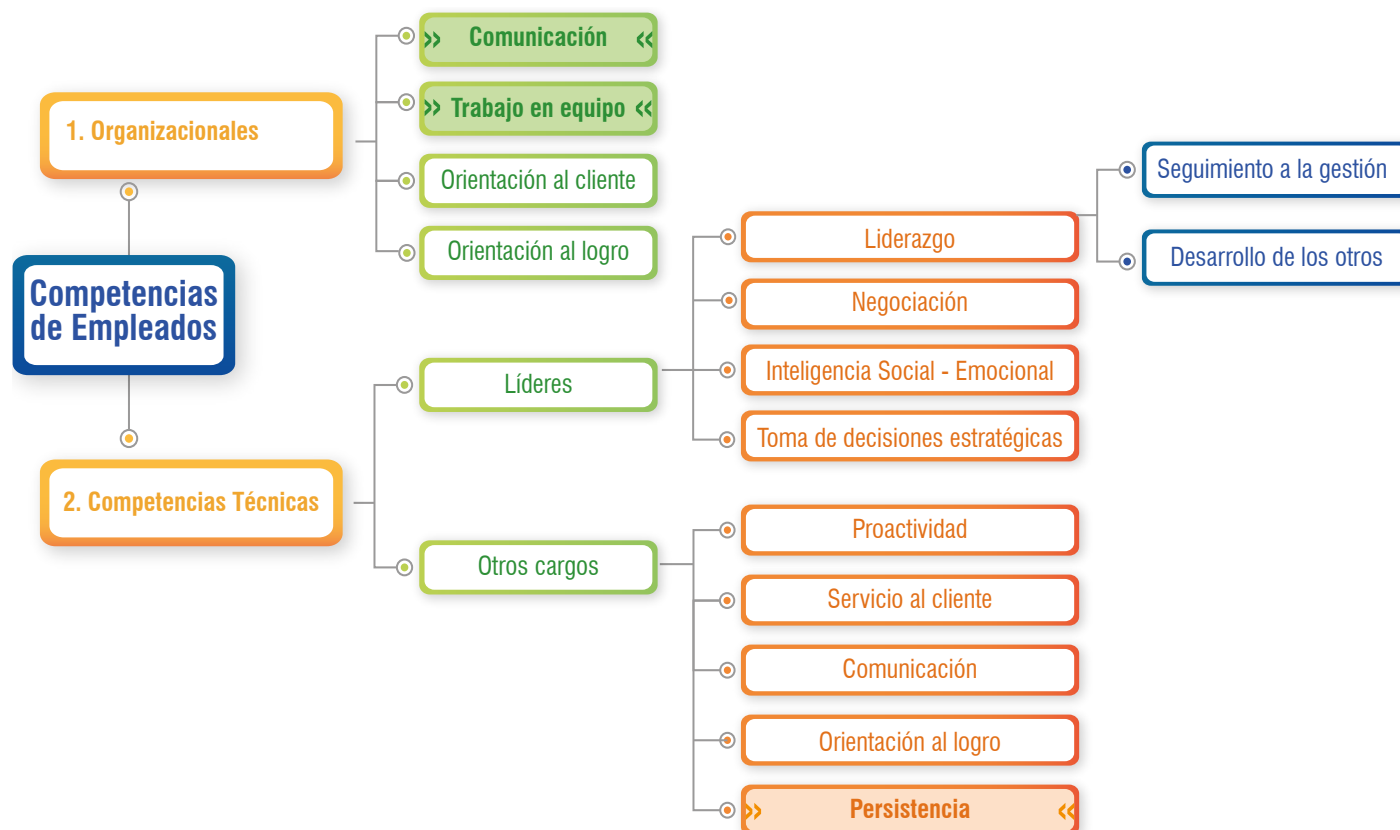 >> Comunicación <<
>> Trabajo en equipo <<
1. Organizacionales
Orientación al cliente
Orientación al logro
Competencias
de Empleados
Líderes
2. Competencias Técnicas
Otros cargos
Liderazgo
Negociación
Inteligencia Social - Emocional
Toma de decisiones estratégicas
Seguimiento a la gestión
Desarrollo de los otros
Proactividad
Servicio al cliente
Comunicación
Orientación al logro
>> Persistencia <<